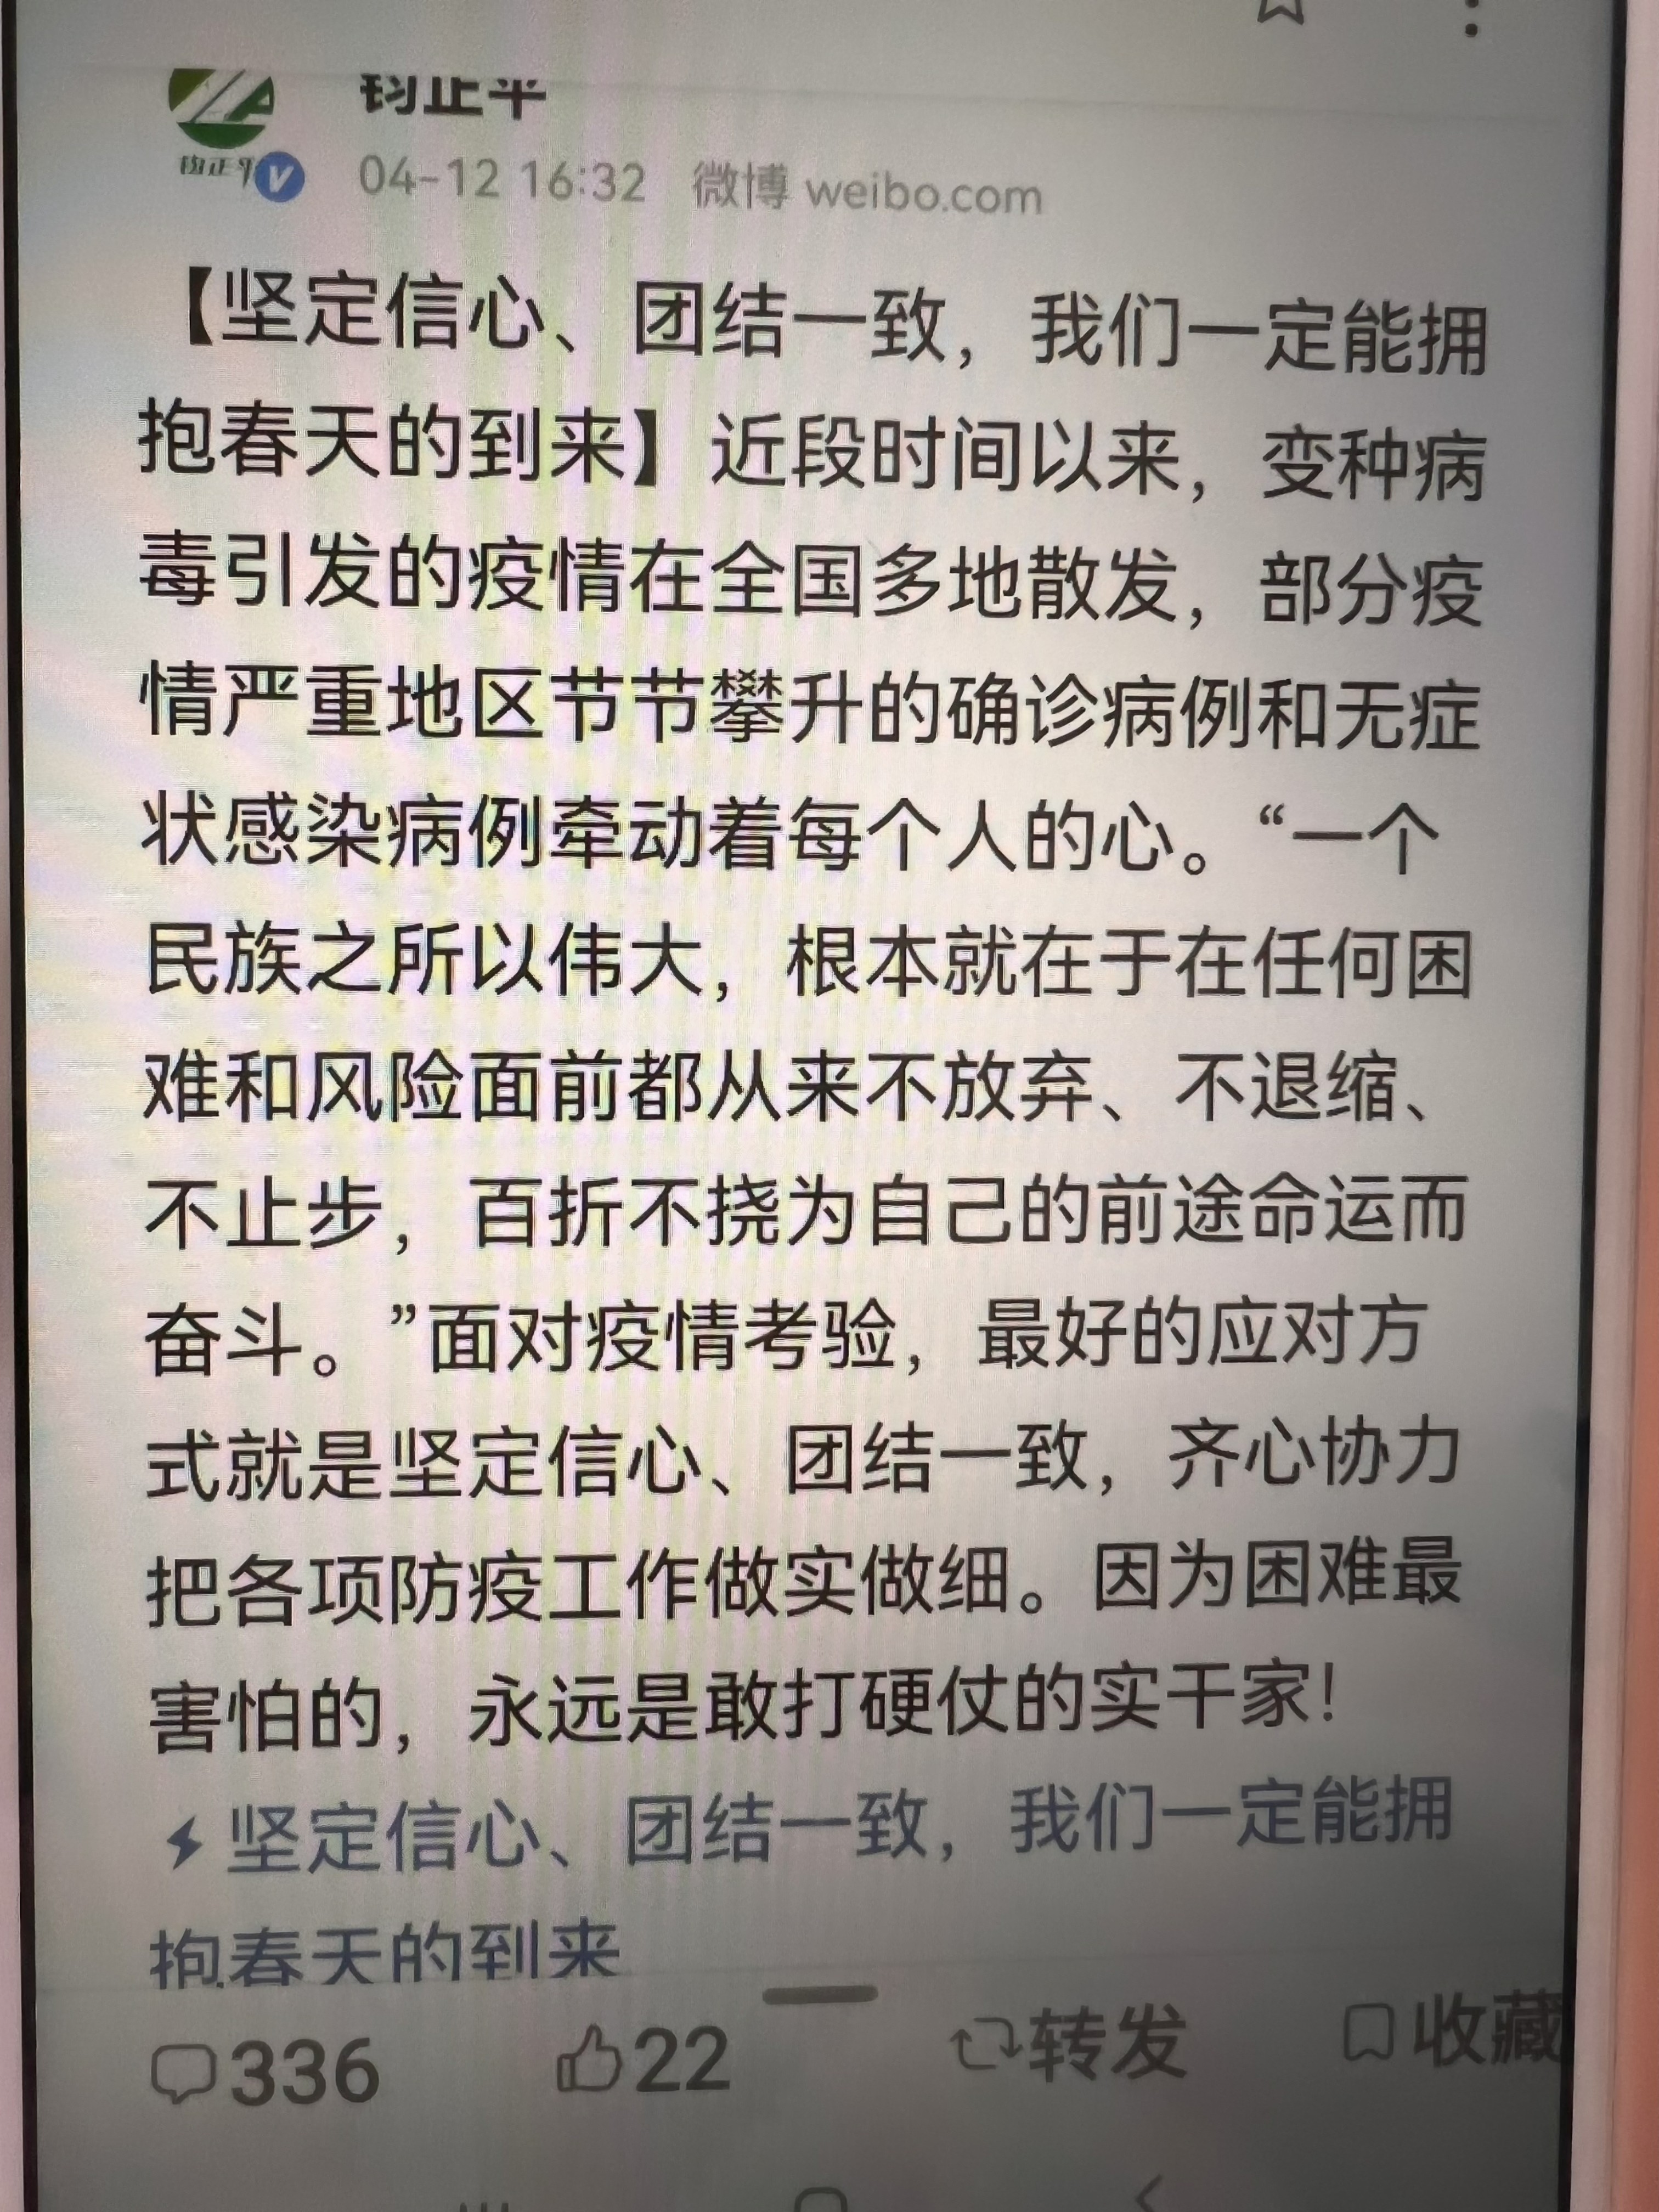 钧正平
钧正平
04-12 16:32 微博 weibo.com
【坚定信心、团结一致，我们一定能拥
抱春天的到来】近段时间以来，变种病
毒引发的疫情在全国多地散发，部分疫
情严重地区节节攀升的确诊病例和无症
状感染病例牵动着每个人的心。“一个
民族之所以伟大，根本就在于在任何困
难和风险面前都从来不放弃、不退缩、
不止步，百折不挠为自己的前途命运而
奋斗。”面对疫情考验，最好的应对方
式就是坚定信心、团结一致，齐心协力
把各项防疫工作做实做细。因为困难最
害怕的，永远是敢打硬仗的实干家！
坚定信心、团结一致，我们一定能拥
抱春天的到来
336 22 转发 收藏